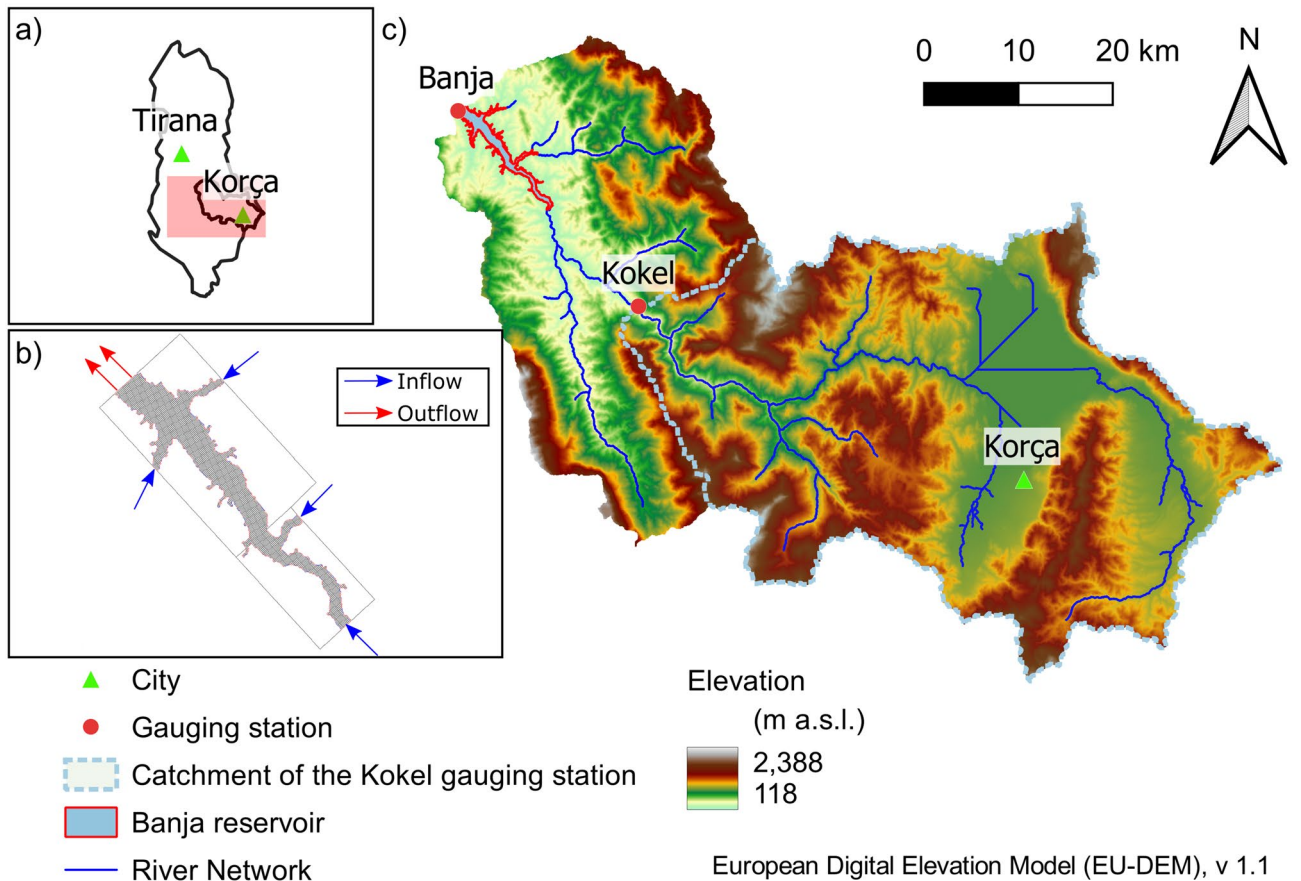 a)
Tirana
Korça
b)
Inflow
Outflow
c)
Banja
Kokel
Korça
0 10 20 km
N
City
Gauging station
Catchment of the Kokel gauging station
Banja reservoir
River Network
Elevation
(m a.s.l.)
2,388
118
European Digital Elevation Model (EU-DEM), v 1.1